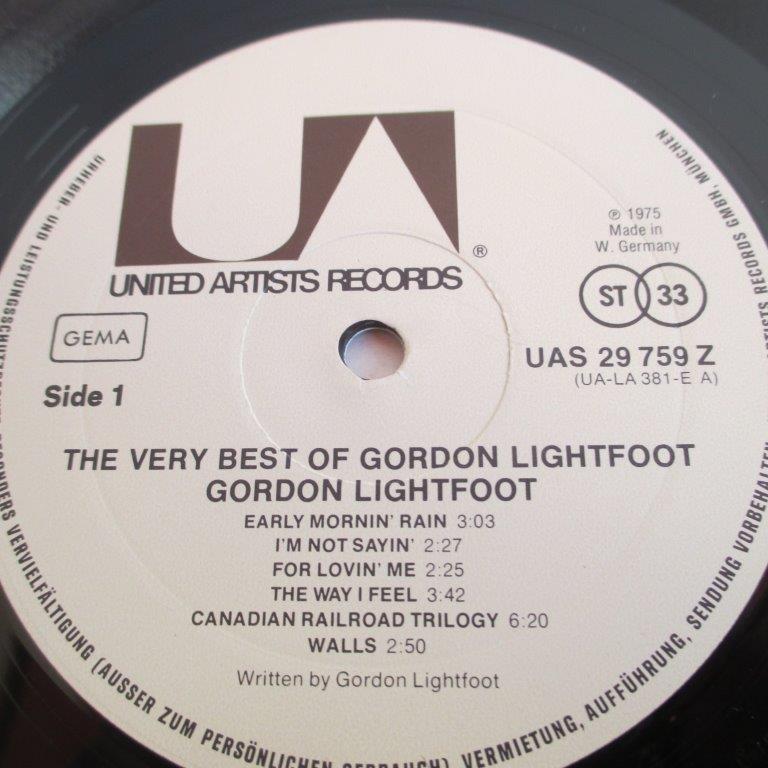 UNITED ARTISTS RECORDS
®
℗ 1975
Made in
W. Germany
ST 33
GEMA
UAS 29 759 Z
(UA-LA 381-E A)
Side 1
THE VERY BEST OF GORDON LIGHTFOOT
GORDON LIGHTFOOT
EARLY MORNIN' RAIN 3:03
I'M NOT SAYIN' 2:27
FOR LOVIN' ME 2:25
THE WAY I FEEL 3:42
CANADIAN RAILROAD TRILOGY 6:20
WALLS 2:50
Written by Gordon Lightfoot
URHEBER- UND VERVIELFÄLTIGUNG (AUSSER ZUM PERSÖNLICHEN GEBRAUCH), VERMIETUNG, AUFFÜHRUNG, SENDUNG VORBEHALTEN
RECORDS GMBH, MÜNCHEN